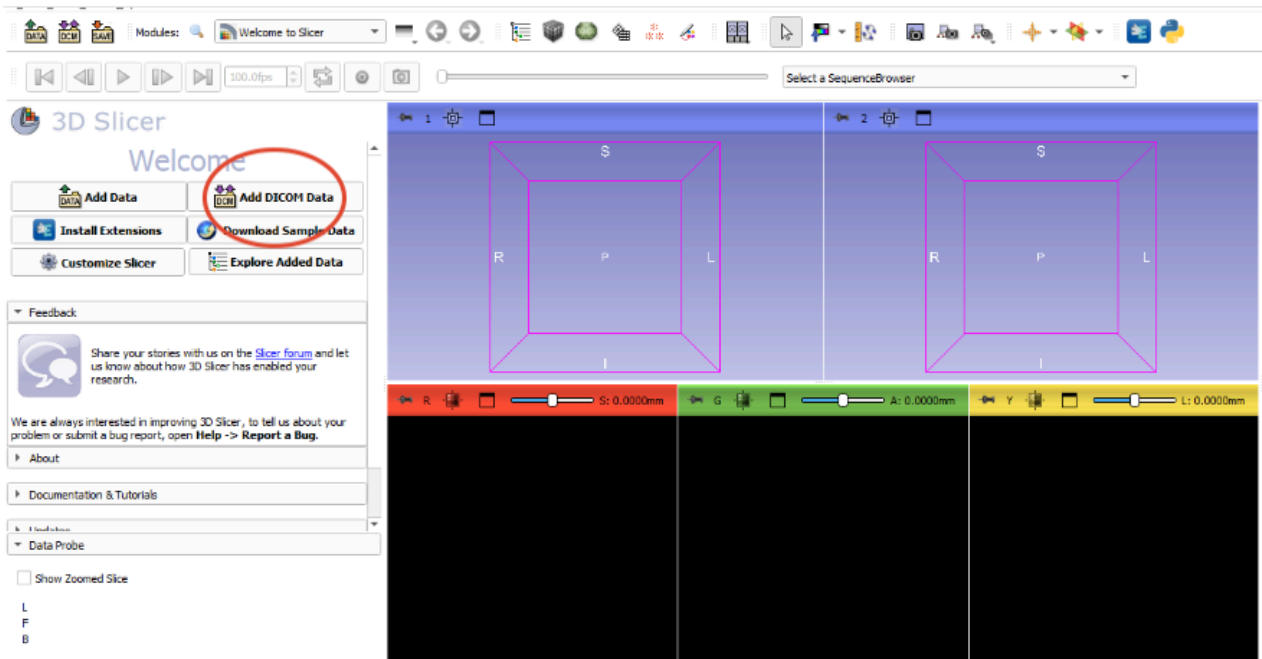 DATA DCM SAVE Modules: Welcome to Slicer
100.0fps Select a SequenceBrowser
3D Slicer
Welcome
DATA Add Data DCM Add DICOM Data
Install Extensions Download Sample Data
Customize Slicer Explore Added Data
Feedback
Share your stories with us on the Slicer forum and let
us know about how 3D Slicer has enabled your
research.
We are always interested in improving 3D Slicer, to tell us about your
problem or submit a bug report, open Help -> Report a Bug.
About
Documentation & Tutorials
Data Probe
Show Zoomed Slice
L
F
B
1
S
R P L
I
2
S
R P L
I
R S: 0.0000mm
G A: 0.0000mm
Y L: 0.0000mm